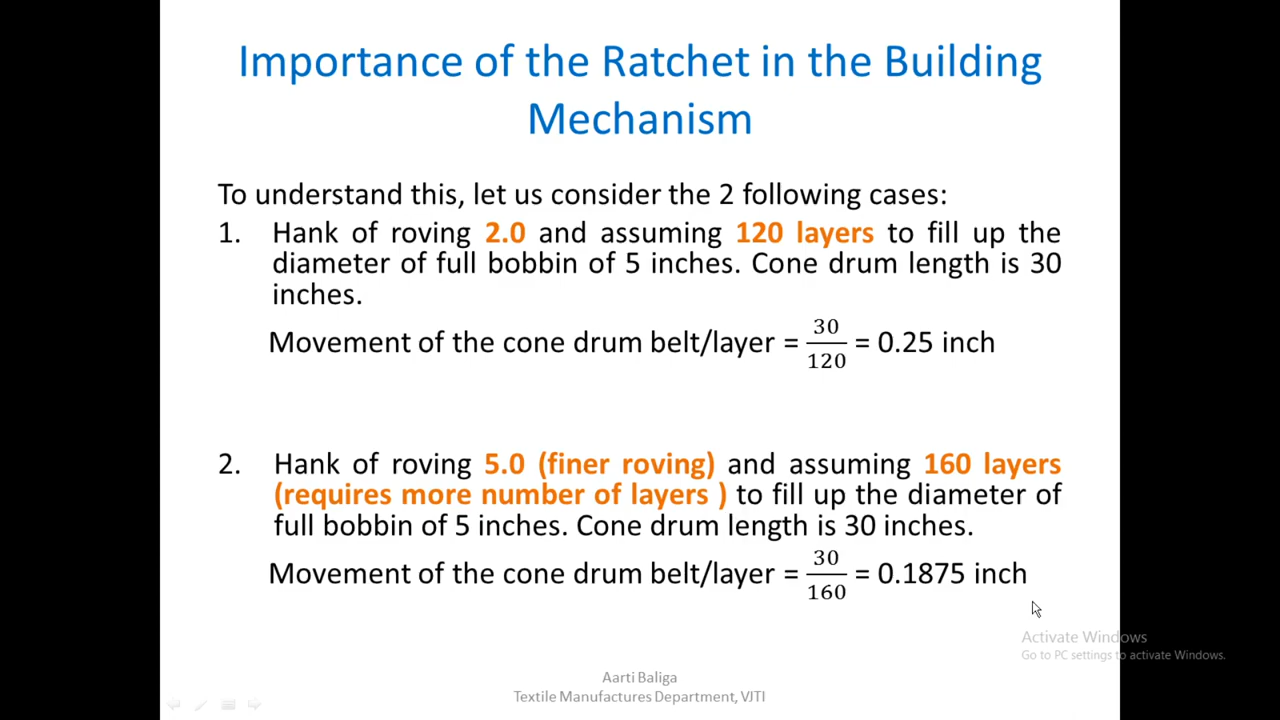 Importance of the Ratchet in the Building
Mechanism
To understand this, let us consider the 2 following cases:
1. Hank of roving 2.0 and assuming 120 layers to fill up the
diameter of full bobbin of 5 inches. Cone drum length is 30
inches.
Movement of the cone drum belt/layer = 30/120 = 0.25 inch
2. Hank of roving 5.0 (finer roving) and assuming 160 layers
(requires more number of layers ) to fill up the diameter of
full bobbin of 5 inches. Cone drum length is 30 inches.
Movement of the cone drum belt/layer = 30/160 = 0.1875 inch
Activate Windows
Go to PC settings to activate Windows.
Aarti Baliga
Textile Manufactures Department, VJTI